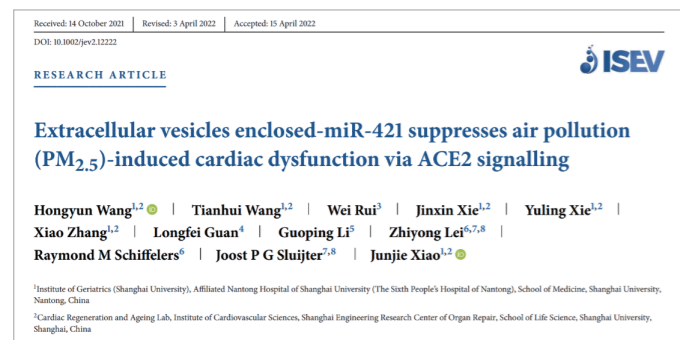 Received: 14 October 2021 | Revised: 3 April 2022 | Accepted: 15 April 2022
DOI: 10.1002/jev2.12222
ISEV
RESEARCH ARTICLE
Extracellular vesicles enclosed-miR-421 suppresses air pollution
(PM2.5)-induced cardiac dysfunction via ACE2 signalling
Hongyun Wang1,2 | Tianhui Wang1,2 | Wei Rui3 | Jinxin Xie1,2 | Yuling Xie1,2 |
Xiao Zhang1,2 | Longfei Guan4 | Guoping Li5 | Zhiyong Lei6,7,8 |
Raymond M Schiffelers6 | Joost P G Sluijter7,8 | Junjie Xiao1,2
1Institute of Geriatrics (Shanghai University), Affiliated Nantong Hospital of Shanghai University (The Sixth People's Hospital of Nantong), School of Medicine, Shanghai University,
Nantong, China
2Cardiac Regeneration and Ageing Lab, Institute of Cardiovascular Sciences, Shanghai Engineering Research Center of Organ Repair, School of Life Science, Shanghai University,
Shanghai, China